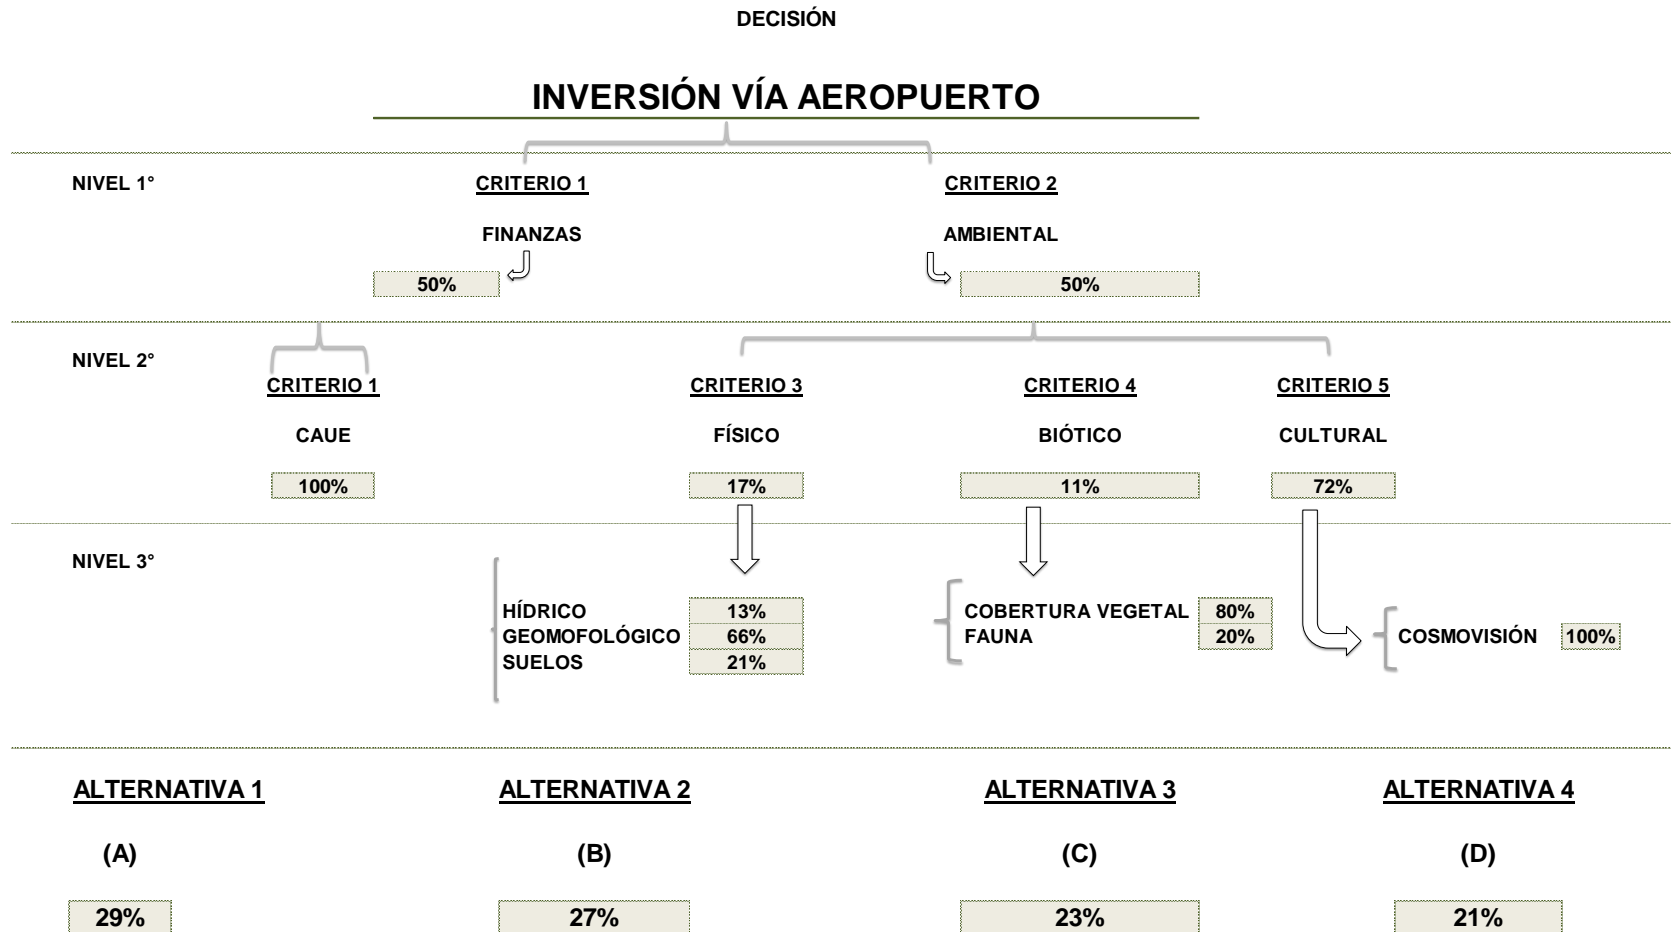 DECISIÓN
INVERSIÓN VÍA AEROPUERTO
NIVEL 1° CRITERIO 1 CRITERIO 2
FINANZAS AMBIENTAL
50% 50%
NIVEL 2°
CRITERIO 1 CRITERIO 3 CRITERIO 4 CRITERIO 5
CAUE FÍSICO BIÓTICO CULTURAL
100% 17% 11% 72%
NIVEL 3°
HÍDRICO 13% COBERTURA VEGETAL 80%
GEOMOFOLÓGICO 66% FAUNA 20% COSMOVISIÓN 100%
SUELOS 21%
ALTERNATIVA 1 ALTERNATIVA 2 ALTERNATIVA 3 ALTERNATIVA 4
(A) (B) (C) (D)
29% 27% 23% 21%